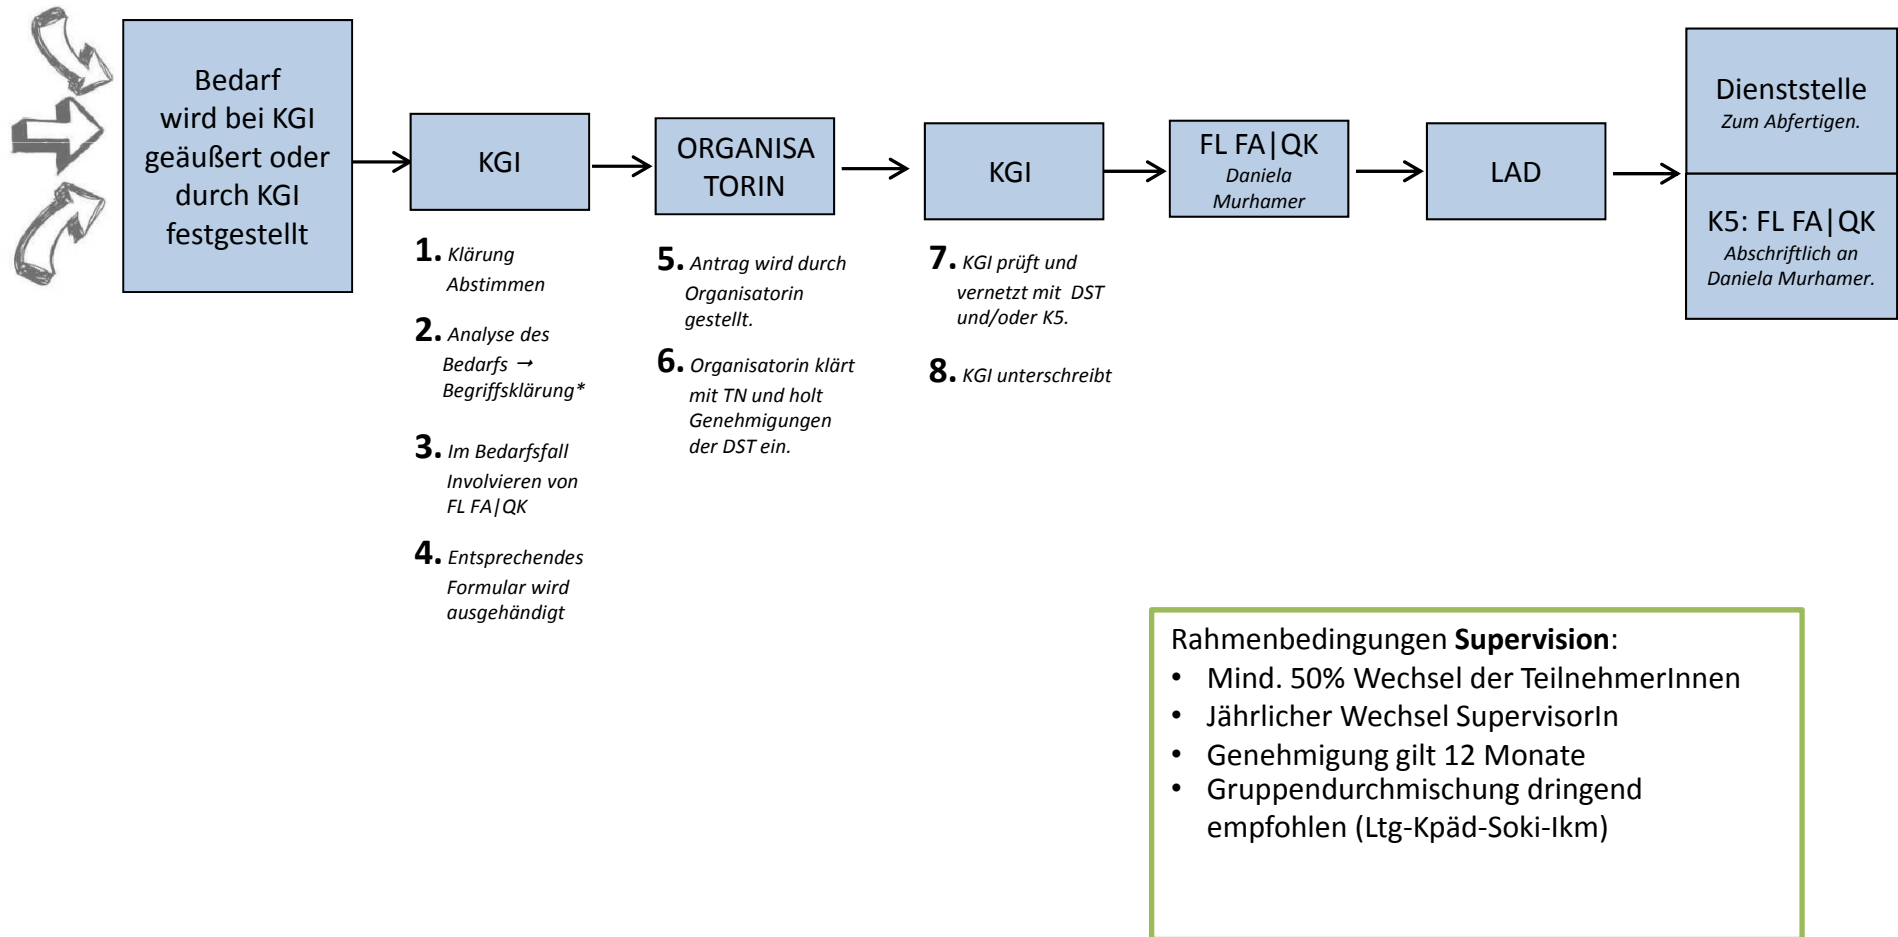 Bedarf
wird bei KGI
geäußert oder
durch KGI
festgestellt
KGI
1. Klärung
Abstimmen
2. Analyse des
Bedarfs →
Begriffsklärung*
3. Im Bedarfsfall
Involvieren von
FL FA|QK
4. Entsprechendes
Formular wird
ausgehändigt
ORGANISA
TORIN
5. Antrag wird durch
Organisatorin
gestellt.
6. Organisatorin klärt
mit TN und holt
Genehmigungen
der DST ein.
KGI
7. KGI prüft und
vernetzt mit DST
und/oder K5.
8. KGI unterschreibt
FL FA|QK
Daniela
Murhamer
LAD
Dienststelle
Zum Abfertigen.
K5: FL FA|QK
Abschriftlich an
Daniela Murhamer.
Rahmenbedingungen Supervision:
• Mind. 50% Wechsel der TeilnehmerInnen
• Jährlicher Wechsel SupervisorIn
• Genehmigung gilt 12 Monate
• Gruppendurchmischung dringend
empfohlen (Ltg-Kpäd-Soki-Ikm)